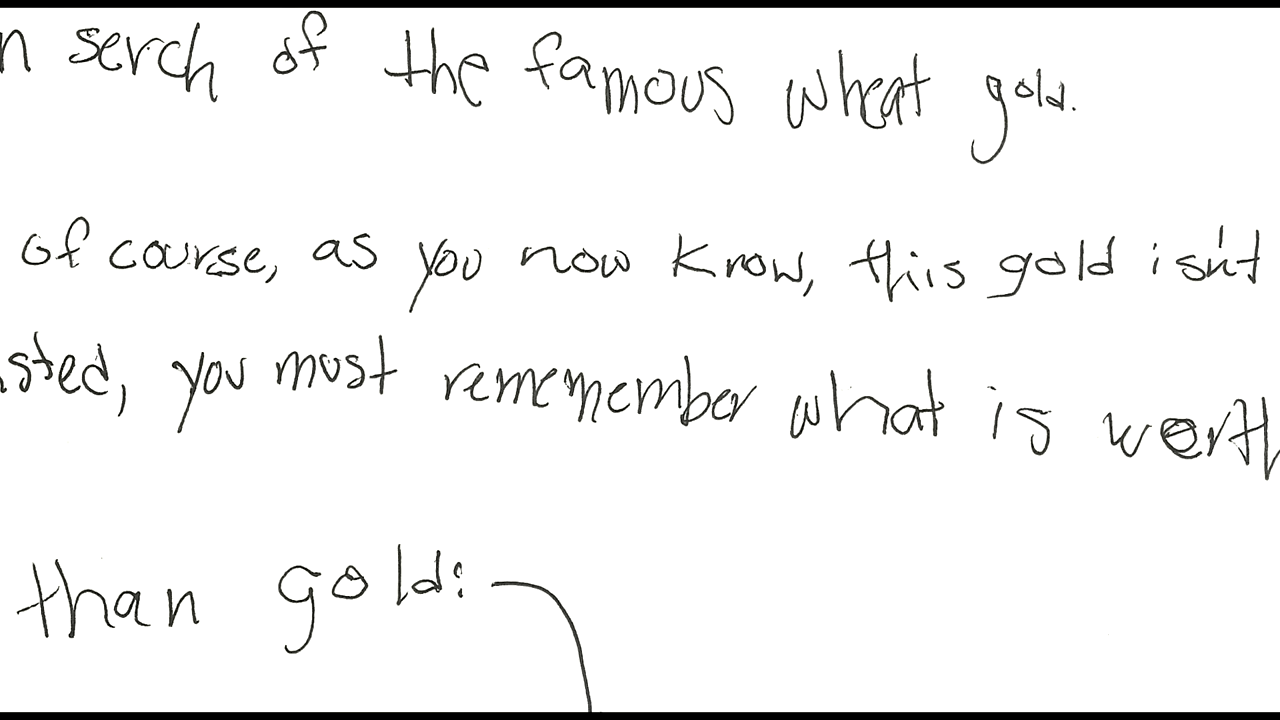 n serch of the famous wheat gold.
of course, as you now know, this gold isn't
sted, you must rememember what is worth
than gold: